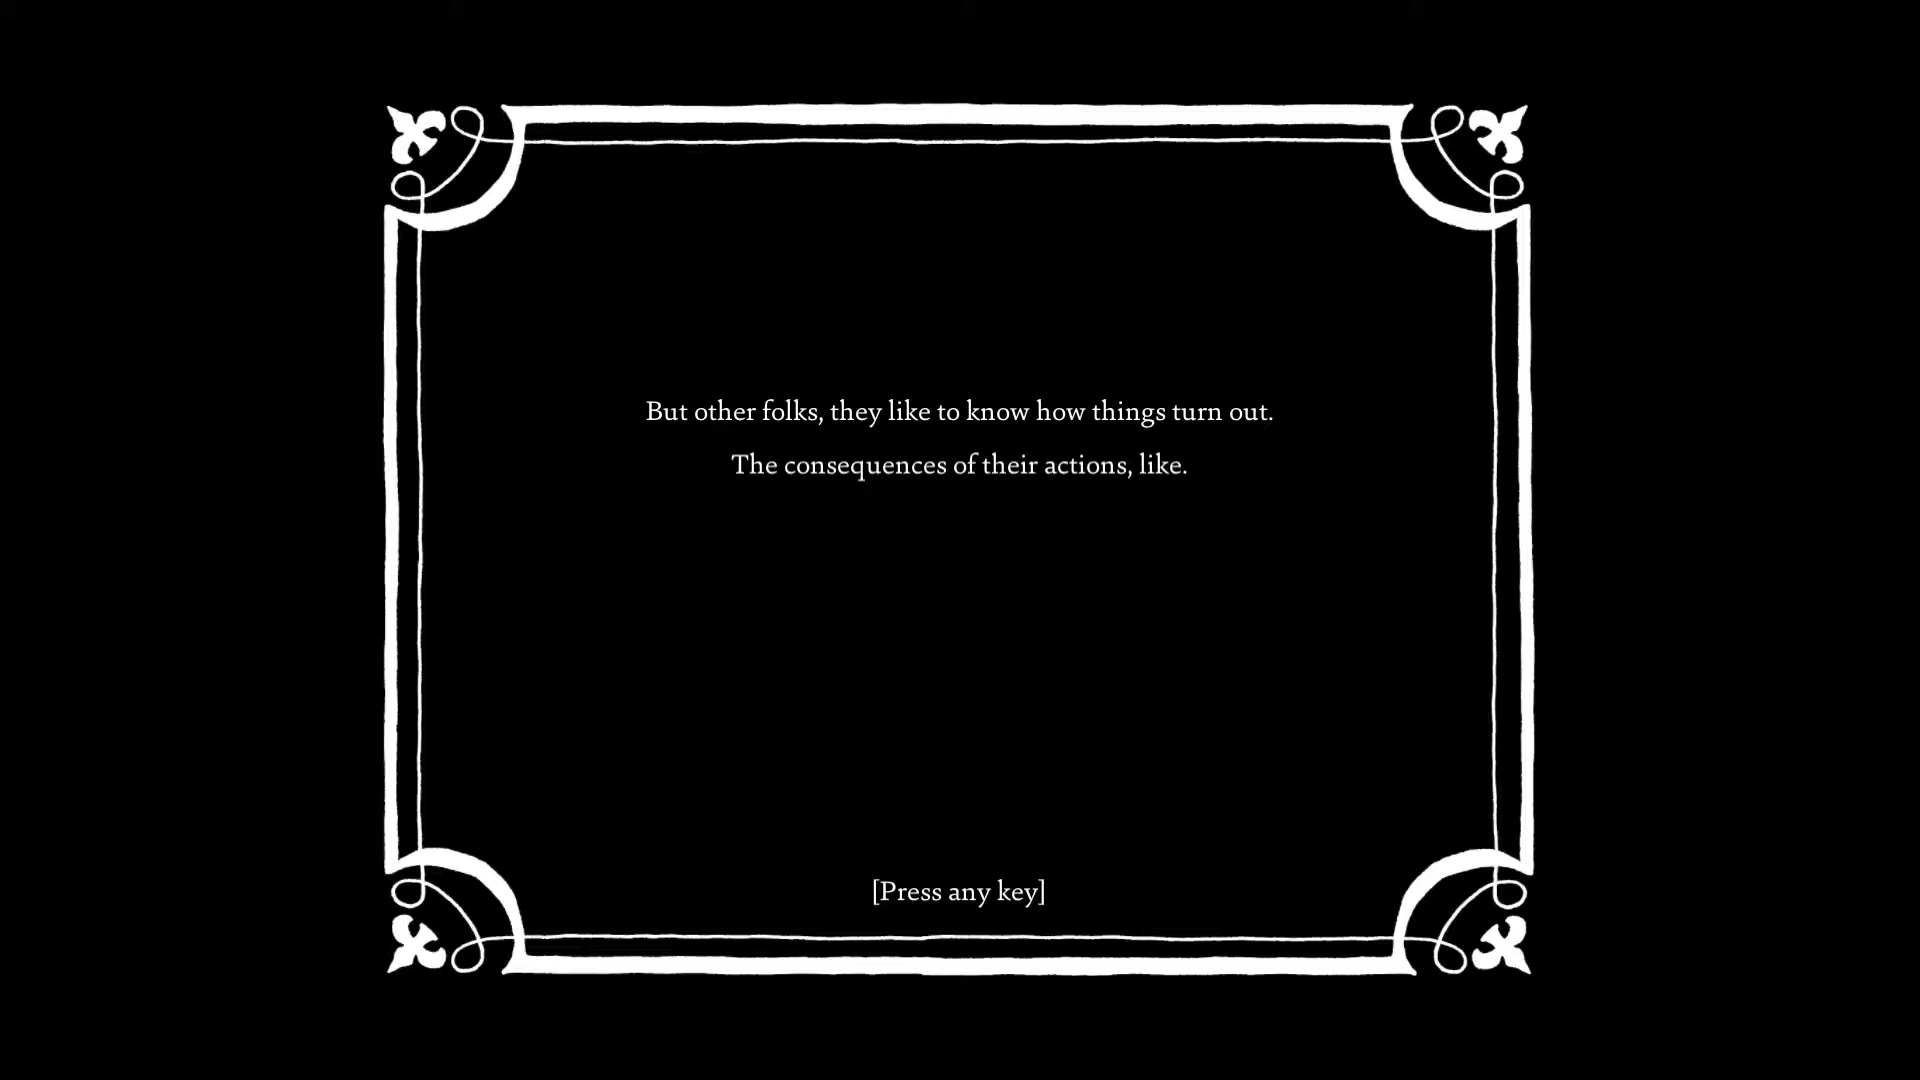 But other folks, they like to know how things turn out.
The consequences of their actions, like.
[Press any key]